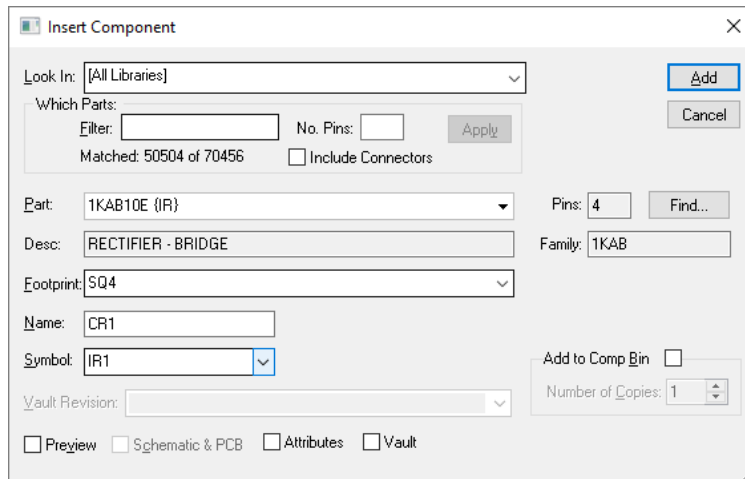 Insert Component
Look In: [All Libraries]
Add
Which Parts:
Filter: No. Pins: Apply
Cancel
Matched: 50504 of 70456 Include Connectors
Part: 1KAB10E {IR} Pins: 4 Find...
Desc: RECTIFIER - BRIDGE Family: 1KAB
Footprint: SQ4
Name: CR1
Symbol: IR1 Add to Comp Bin
Vault Revision: Number of Copies: 1
Preview Schematic & PCB Attributes Vault